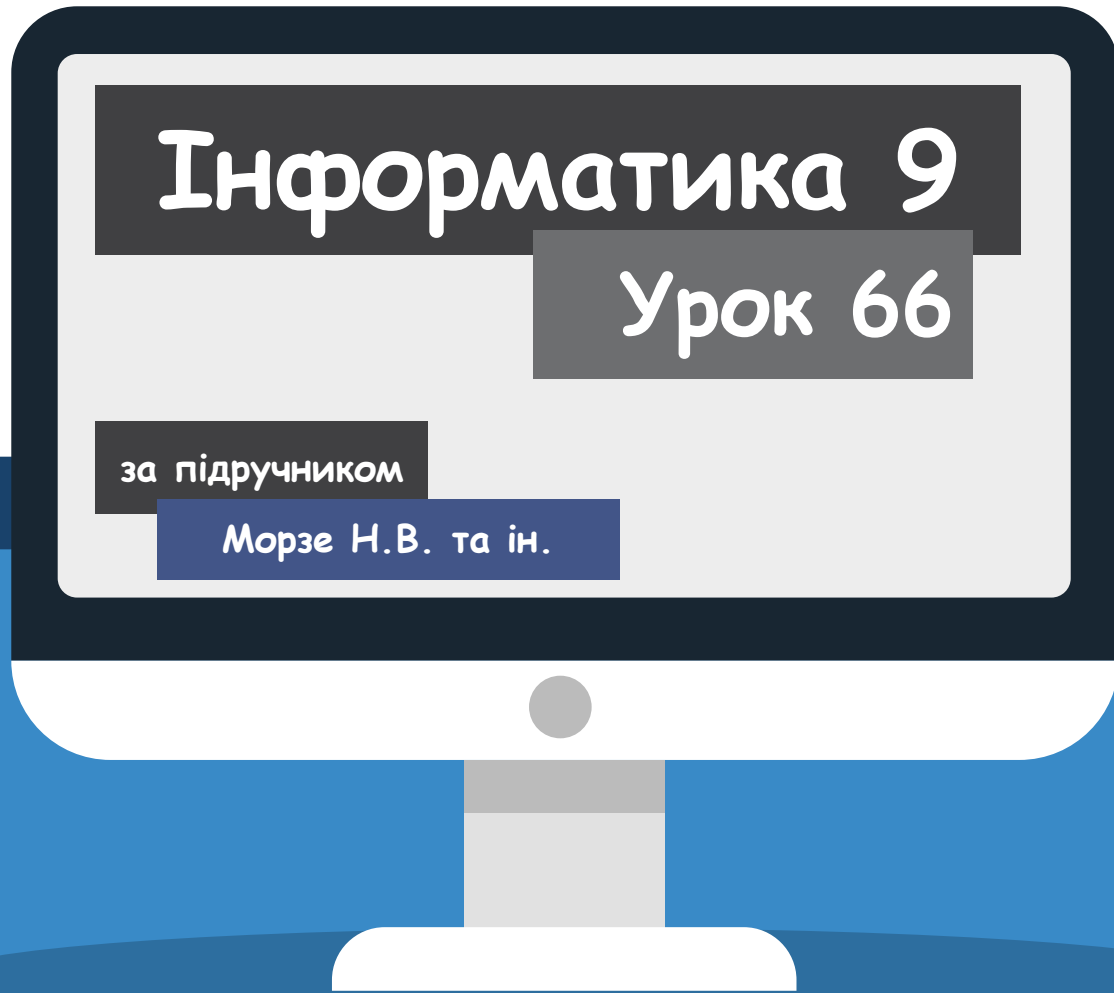 Інформатика 9
Урок 66
за підручником
Морзе Н.В. та ін.